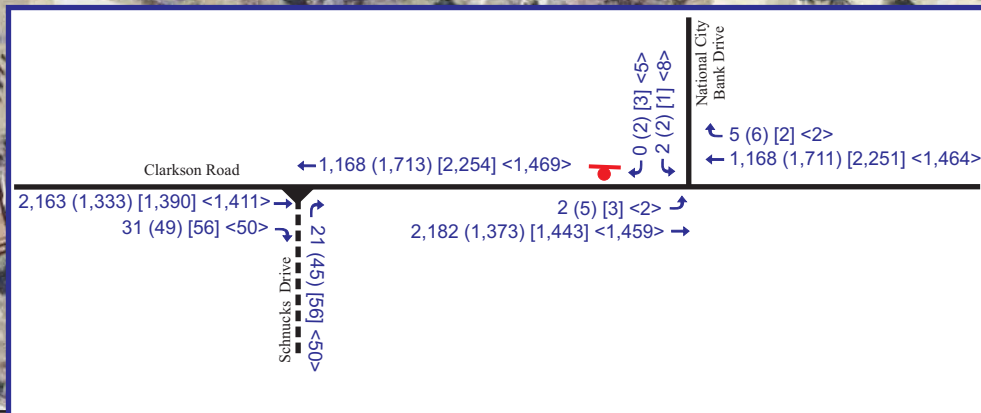 National City
Bank Drive
0 (2) [3] <5>
2 (2) [1] <8>
5 (6) [2] <2>
1,168 (1,711) [2,251] <1,464>
Clarkson Road
1,168 (1,713) [2,254] <1,469>
2,163 (1,333) [1,390] <1,411>
31 (49) [56] <50>
21 (45) [56] <50>
Schnucks Drive
2 (5) [3] <2>
2,182 (1,373) [1,443] <1,459>